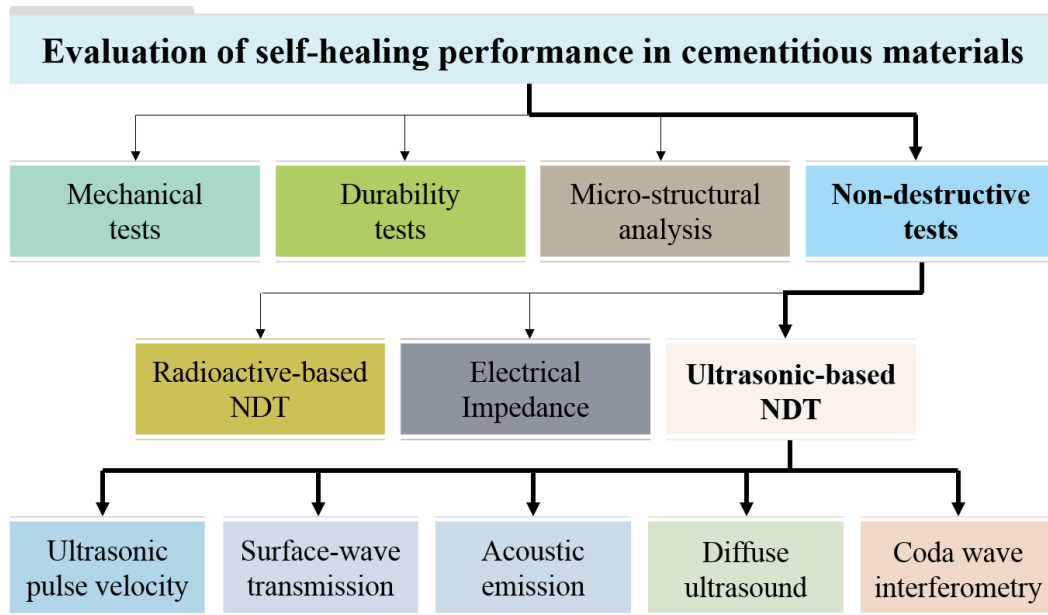 Evaluation of self-healing performance in cementitious materials
Mechanical
tests
Durability
tests
Micro-structural
analysis
Non-destructive
tests
Radioactive-based
NDT
Electrical
Impedance
Ultrasonic-based
NDT
Ultrasonic
pulse velocity
Surface-wave
transmission
Acoustic
emission
Diffuse
ultrasound
Coda wave
interferometry